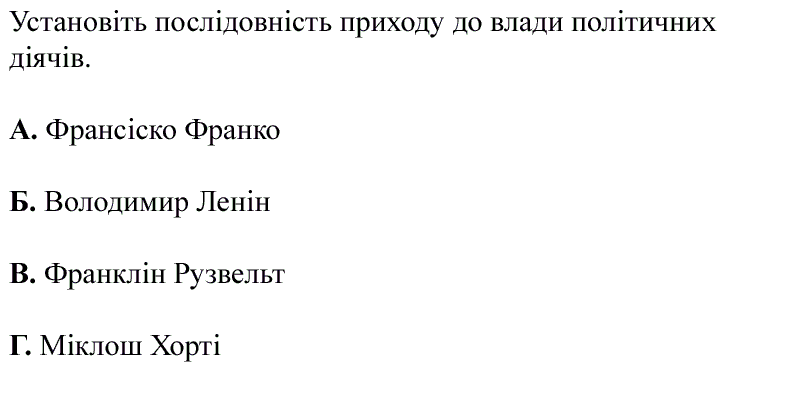 Установіть послідовність приходу до влади політичних
діячів.
А. Франсіско Франко
Б. Володимир Ленін
В. Франклін Рузвельт
Г. Міклош Хорті